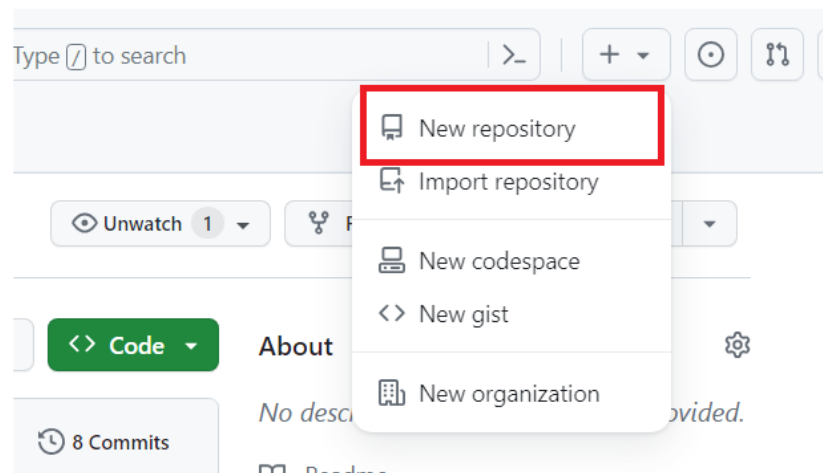 Type / to search
New repository
Import repository
Unwatch 1
New codespace
New gist
Code
About
New organization
No
8 Commits